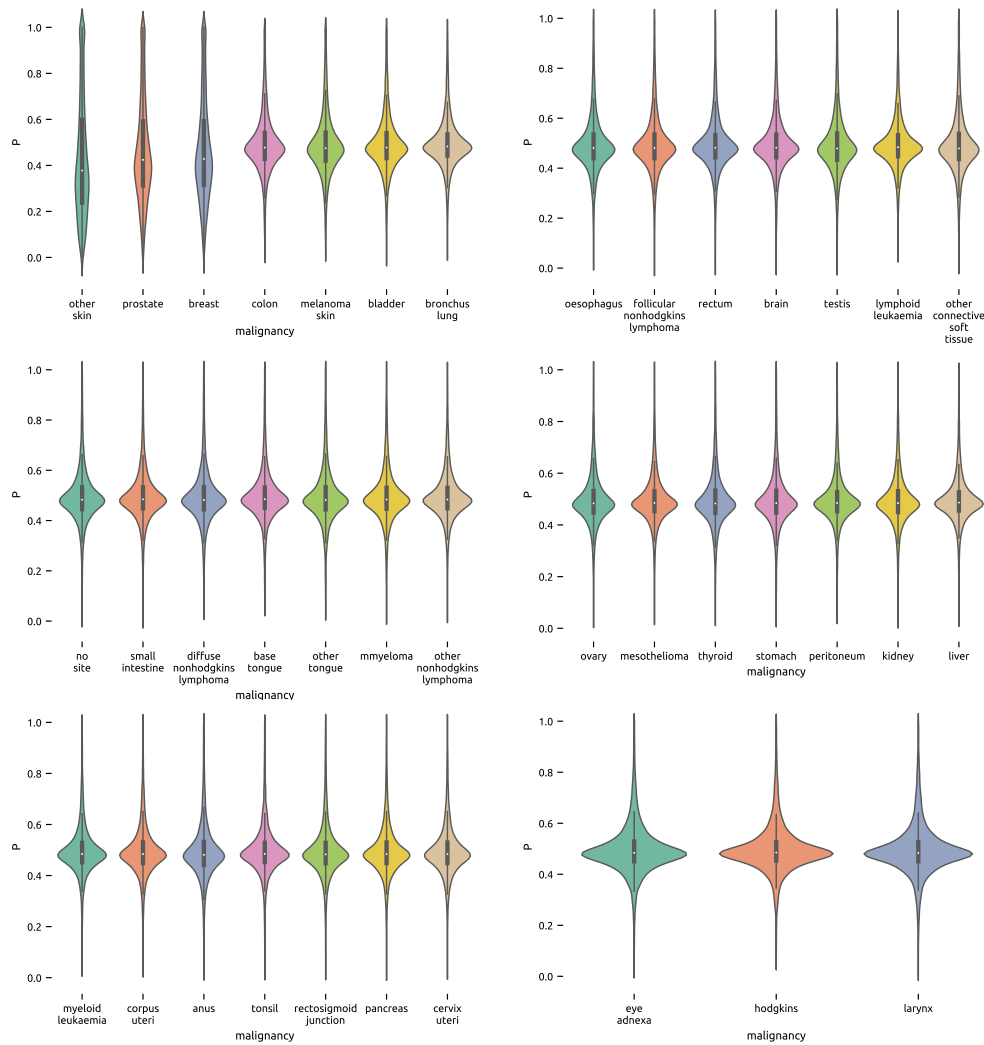 1.0
0.8
0.6
P
0.4
0.2
0.0
other
skin
prostate
breast
colon
melanoma
skin
bladder
bronchus
lung
malignancy
1.0
0.8
0.6
P
0.4
0.2
0.0
oesophagus
follicular
nonhodgkins
lymphoma
rectum
brain
testis
lymphoid
leukaemia
other
connective
soft
tissue
1.0
0.8
0.6
P
0.4
0.2
0.0
no
site
small
intestine
diffuse
nonhodgkins
lymphoma
base
tongue
other
tongue
mmyeloma
other
nonhodgkins
lymphoma
malignancy
1.0
0.8
0.6
P
0.4
0.2
0.0
ovary
mesothelioma
thyroid
stomach
peritoneum
kidney
liver
malignancy
1.0
0.8
0.6
P
0.4
0.2
0.0
myeloid
leukaemia
corpus
uteri
anus
tonsil
rectosigmoid
junction
pancreas
cervix
uteri
malignancy
1.0
0.8
0.6
P
0.4
0.2
0.0
eye
adnexa
hodgkins
larynx
malignancy